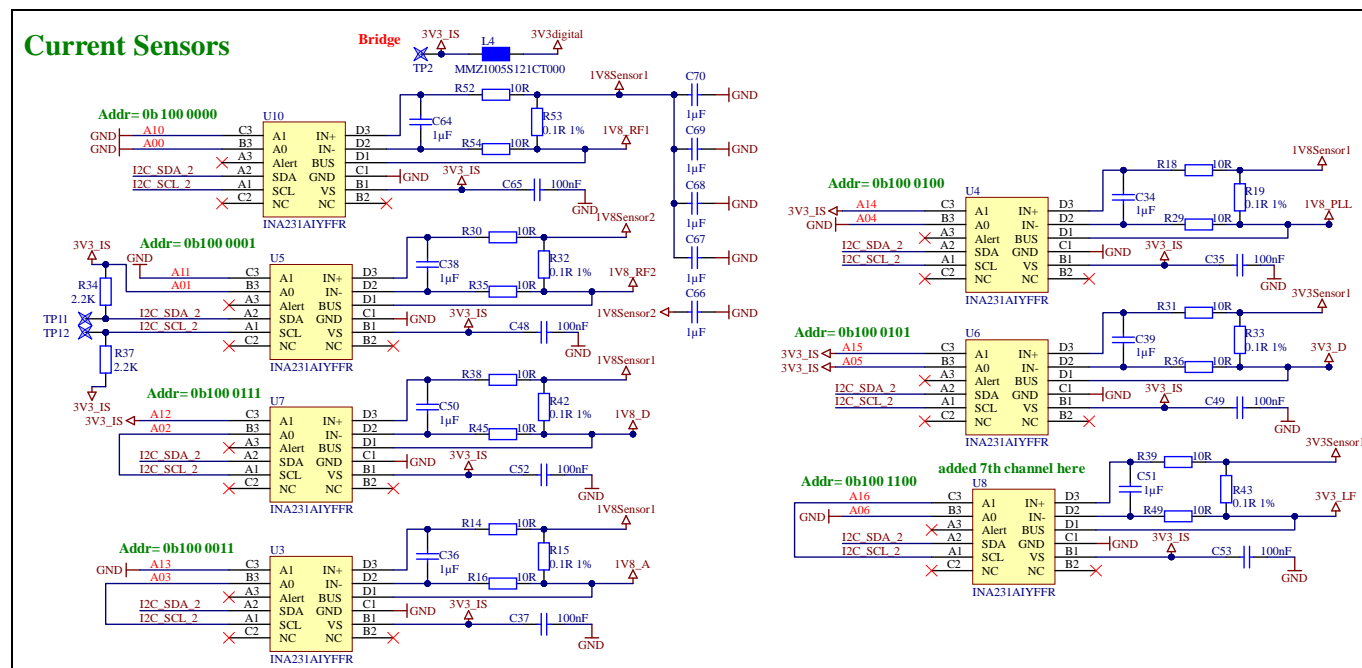 Current Sensors
Bridge
3V3_IS
L4
3V3digital
TP2
MMZ1005S121CT000
Addr= 0b 100 0000
U10
GND A10 C3 A1 IN+ D3
GND A00 B3 A0 IN- D2
A3 Alert BUS D1
I2C_SDA_2 A2 SDA GND C1 GND
I2C_SCL_2 A1 SCL VS B1 3V3_IS
C2 NC NC B2
INA231AIYFFR
R52 10R
1V8Sensor1
C64
1µF
R53
0.1R 1%
R54 10R
1V8_RF1
C65 100nF
GND
C70
1µF
GND
C69
1µF
GND
C68
1µF
GND
C67
1µF
GND
C66
1V8Sensor2
1µF
GND
Addr= 0b100 0001
3V3_IS
GND
R34
2.2K
TP11
TP12
R37
2.2K
3V3_IS
U5
A11 C3 A1 IN+ D3
A01 B3 A0 IN- D2
A3 Alert BUS D1
I2C_SDA_2 A2 SDA GND C1 GND
I2C_SCL_2 A1 SCL VS B1 3V3_IS
C2 NC NC B2
INA231AIYFFR
R30 10R
1V8Sensor2
C38
1µF
R32
0.1R 1%
R35 10R
1V8_RF2
C48 100nF
GND
Addr= 0b100 0111
U7
3V3_IS A12 C3 A1 IN+ D3
A02 B3 A0 IN- D2
A3 Alert BUS D1
I2C_SDA_2 A2 SDA GND C1 GND
I2C_SCL_2 A1 SCL VS B1 3V3_IS
C2 NC NC B2
INA231AIYFFR
R38 10R
1V8Sensor1
C50
1µF
R42
0.1R 1%
R45 10R
1V8_D
C52 100nF
GND
Addr= 0b100 0011
U3
GND A13 C3 A1 IN+ D3
A03 B3 A0 IN- D2
A3 Alert BUS D1
I2C_SDA_2 A2 SDA GND C1 GND
I2C_SCL_2 A1 SCL VS B1 3V3_IS
C2 NC NC B2
INA231AIYFFR
R14 10R
1V8Sensor1
C36
1µF
R15
0.1R 1%
R16 10R
1V8_A
C37 100nF
GND
Addr= 0b100 0100
U4
3V3_IS A14 C3 A1 IN+ D3
GND A04 B3 A0 IN- D2
A3 Alert BUS D1
I2C_SDA_2 A2 SDA GND C1 GND
I2C_SCL_2 A1 SCL VS B1 3V3_IS
C2 NC NC B2
INA231AIYFFR
R18 10R
1V8Sensor1
C34
1µF
R19
0.1R 1%
R29 10R
1V8_PLL
C35 100nF
GND
Addr= 0b100 0101
U6
3V3_IS A15 C3 A1 IN+ D3
3V3_IS A05 B3 A0 IN- D2
A3 Alert BUS D1
I2C_SDA_2 A2 SDA GND C1 GND
I2C_SCL_2 A1 SCL VS B1 3V3_IS
C2 NC NC B2
INA231AIYFFR
R31 10R
3V3Sensor1
C39
1µF
R33
0.1R 1%
R36 10R
3V3_D
C49 100nF
GND
added 7th channel here
Addr= 0b100 1100
U8
A16 C3 A1 IN+ D3
GND A06 B3 A0 IN- D2
A3 Alert BUS D1
I2C_SDA_2 A2 SDA GND C1 GND
I2C_SCL_2 A1 SCL VS B1 3V3_IS
C2 NC NC B2
INA231AIYFFR
R39 10R
3V3Sensor1
C51
1µF
R43
0.1R 1%
R49 10R
3V3_LF
C53 100nF
GND